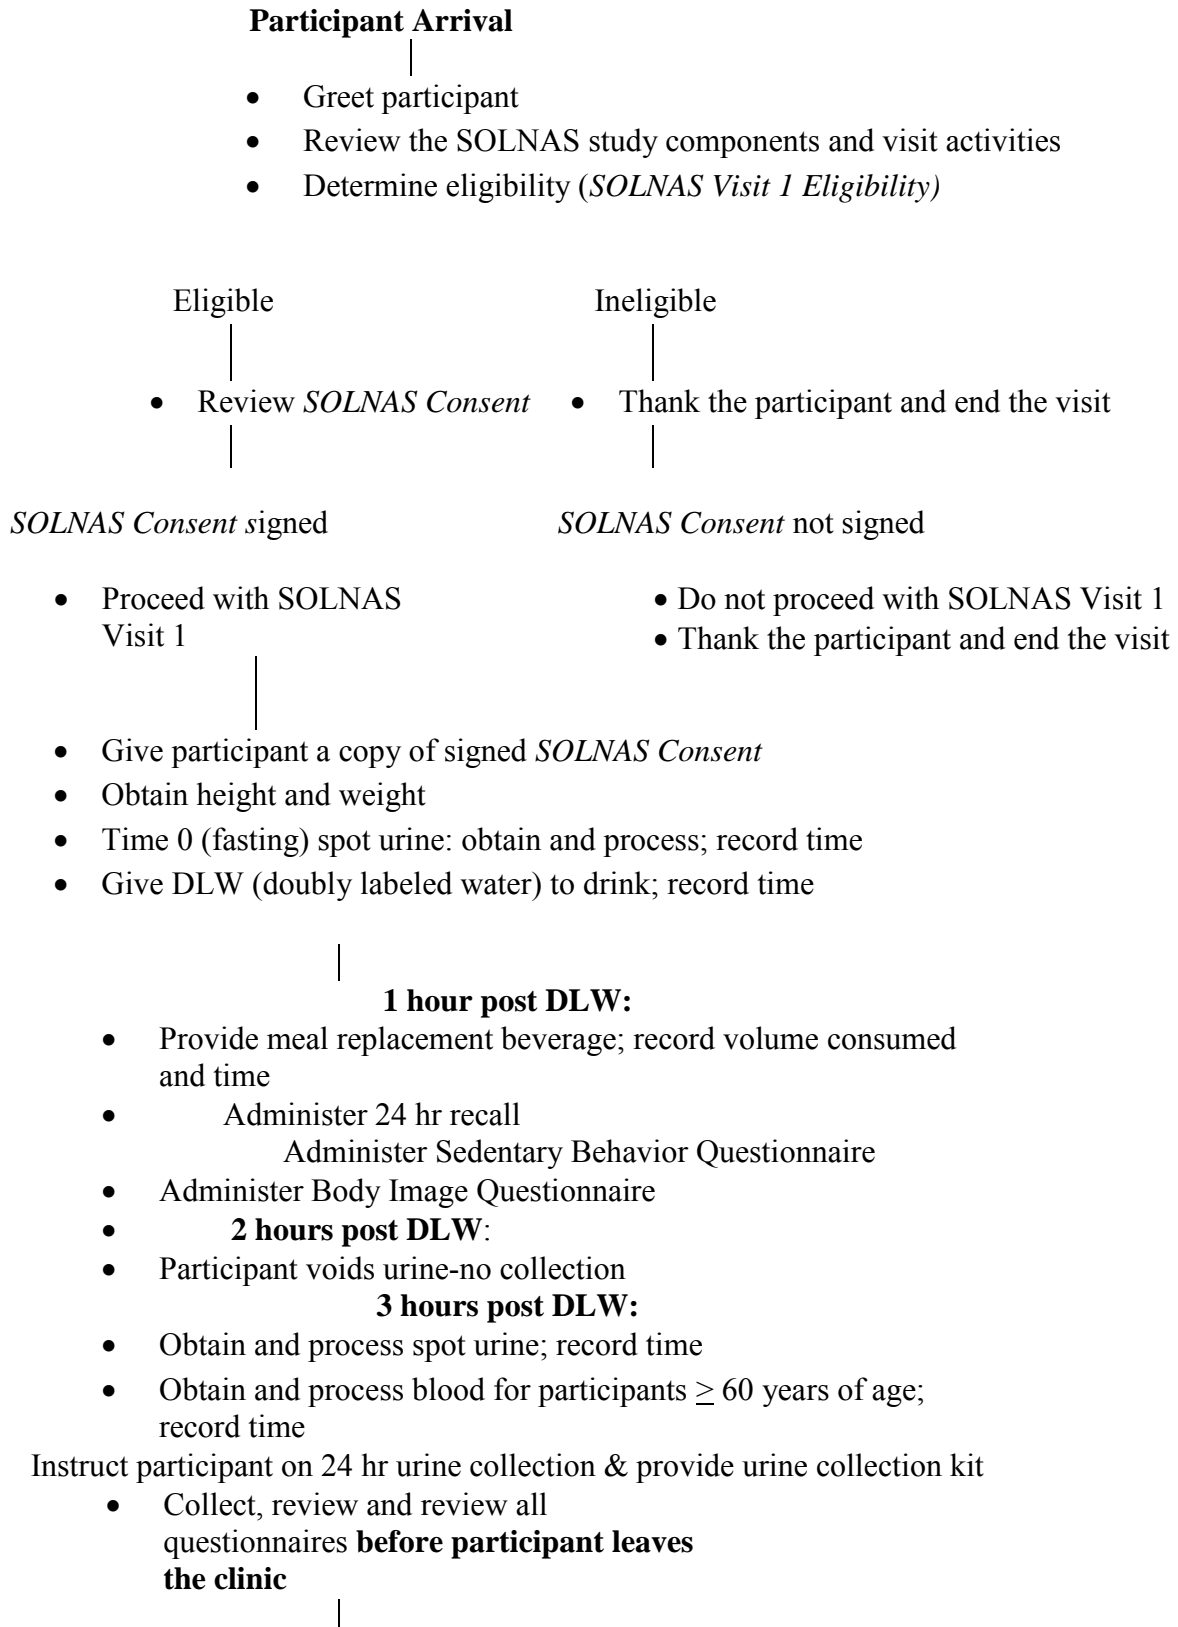 Participant Arrival
• Greet participant
• Review the SOLNAS study components and visit activities
• Determine eligibility (SOLNAS Visit 1 Eligibility)
Eligible
Ineligible
• Review SOLNAS Consent
• Thank the participant and end the visit
SOLNAS Consent signed
SOLNAS Consent not signed
• Proceed with SOLNAS
Visit 1
• Do not proceed with SOLNAS Visit 1
• Thank the participant and end the visit
• Give participant a copy of signed SOLNAS Consent
• Obtain height and weight
• Time 0 (fasting) spot urine: obtain and process; record time
• Give DLW (doubly labeled water) to drink; record time
1 hour post DLW:
• Provide meal replacement beverage; record volume consumed
and time
• Administer 24 hr recall
Administer Sedentary Behavior Questionnaire
• Administer Body Image Questionnaire
• 2 hours post DLW:
• Participant voids urine-no collection
3 hours post DLW:
• Obtain and process spot urine; record time
• Obtain and process blood for participants ≥ 60 years of age;
record time
Instruct participant on 24 hr urine collection & provide urine collection kit
• Collect, review and review all
questionnaires before participant leaves
the clinic